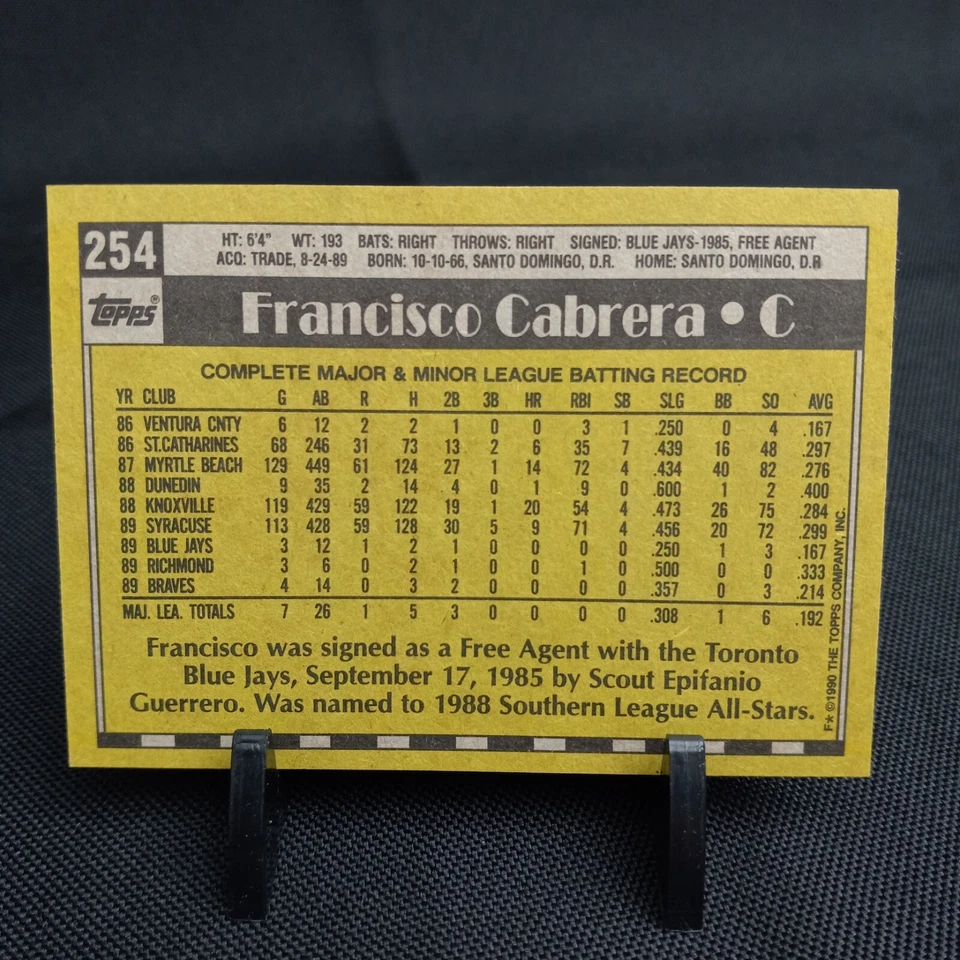 254
HT: 6'4" WT: 193 BATS: RIGHT THROWS: RIGHT SIGNED: BLUE JAYS-1985, FREE AGENT
ACQ: TRADE, 8-24-89 BORN: 10-10-66, SANTO DOMINGO, D.R. HOME: SANTO DOMINGO, D.R
TOPPS®
Francisco Cabrera • C
COMPLETE MAJOR & MINOR LEAGUE BATTING RECORD
YR CLUB G AB R H 2B 3B HR RBI SB SLG BB SO AVG
86 VENTURA CNTY 6 12 2 2 1 0 0 3 1 .250 0 4 .167
86 ST.CATHARINES 68 246 31 73 13 2 6 35 7 .439 16 48 .297
87 MYRTLE BEACH 129 449 61 124 27 1 14 72 4 .434 40 82 .276
88 DUNEDIN 9 35 2 14 4 0 1 9 0 .600 1 2 .400
88 KNOXVILLE 119 429 59 122 19 1 20 54 4 .473 26 75 .284
89 SYRACUSE 113 428 59 128 30 5 9 71 4 .456 20 72 .299
89 BLUE JAYS 3 12 1 2 1 0 0 0 0 .250 1 3 .167
89 RICHMOND 3 6 0 2 1 0 0 1 0 .500 0 0 .333
89 BRAVES 4 14 0 3 2 0 0 0 0 .357 0 3 .214
MAJ. LEA. TOTALS 7 26 1 5 3 0 0 0 0 .308 1 6 .192
Francisco was signed as a Free Agent with the Toronto
Blue Jays, September 17, 1985 by Scout Epifanio
Guerrero. Was named to 1988 Southern League All-Stars.
F* ©1990 THE TOPPS COMPANY, INC.